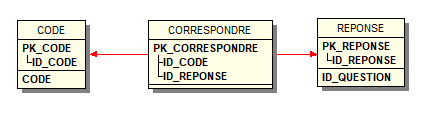 CODE
PK_CODE
ID_CODE
CODE
CORRESPONDRE
PK_CORRESPONDRE
ID_CODE
ID_REPONSE
REPONSE
PK_REPONSE
ID_REPONSE
ID_QUESTION